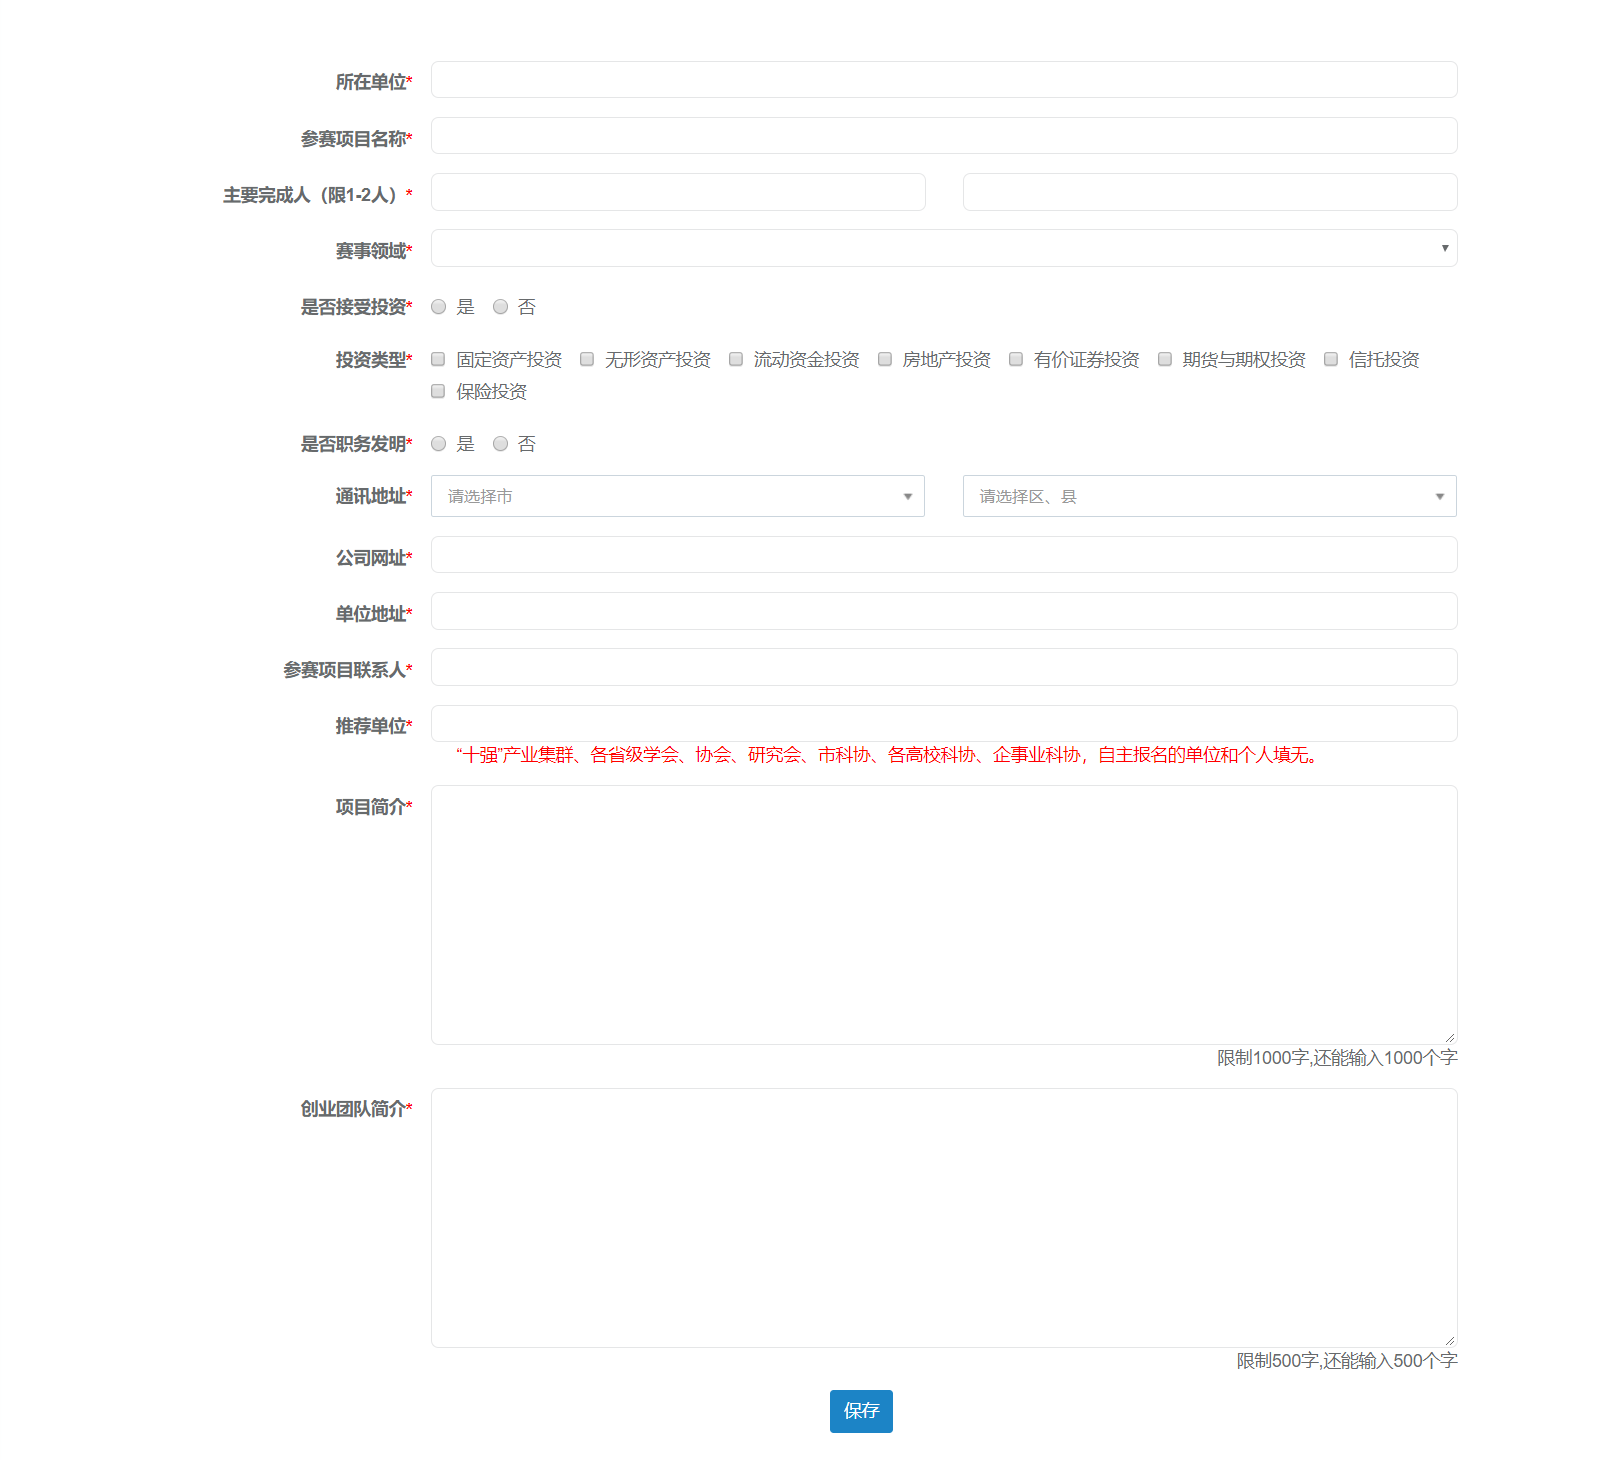 所在单位*
参赛项目名称*
主要完成人（限1-2人）*
赛事领域*
是否接受投资* 是 否
投资类型* 固定资产投资 无形资产投资 流动资金投资 房地产投资 有价证券投资 期货与期权投资 信托投资
保险投资
是否职务发明* 是 否
通讯地址* 请选择市 请选择区、县
公司网址*
单位地址*
参赛项目联系人*
推荐单位*
“十强”产业集群、各省级学会、协会、研究会、市科协、各高校科协、企事业科协，自主报名的单位和个人填无。
项目简介*
限制1000字,还能输入1000个字
创业团队简介*
限制500字,还能输入500个字
保存